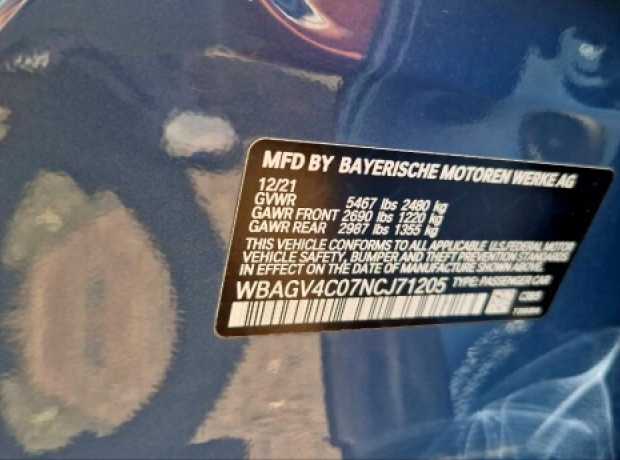 MFD BY BAYERISCHE MOTOREN WERKE AG
12/21
GVWR 5467 lbs 2480 kg
GAWR FRONT 2690 lbs 1220 kg
GAWR REAR 2987 lbs 1355 kg
THIS VEHICLE CONFORMS TO ALL APPLICABLE U.S.FEDERAL MOTOR
VEHICLE SAFETY, BUMPER AND THEFT PREVENTION STANDARDS
IN EFFECT ON THE DATE OF MANUFACTURE SHOWN ABOVE.
WBAGV4C07NCJ71205 TYPE: PASSENGER CAR